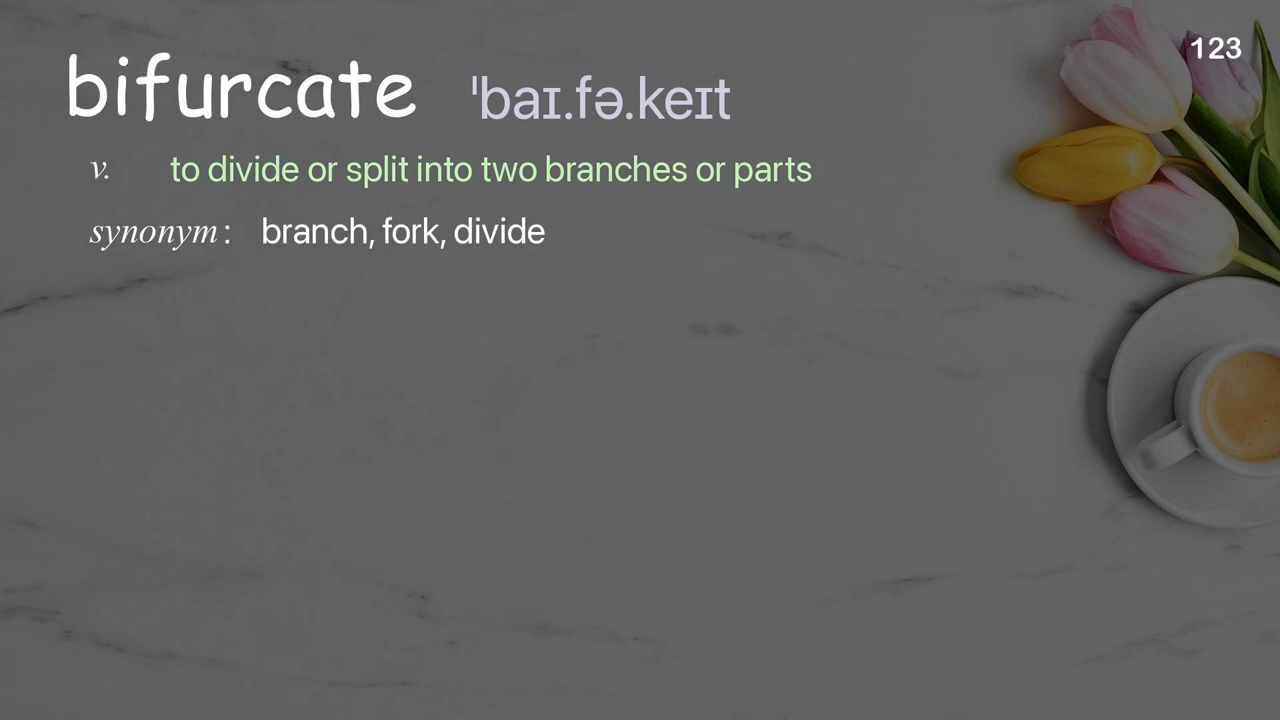 123
bifurcate ˈbaɪ.fə.keɪt
v. to divide or split into two branches or parts
synonym: branch, fork, divide